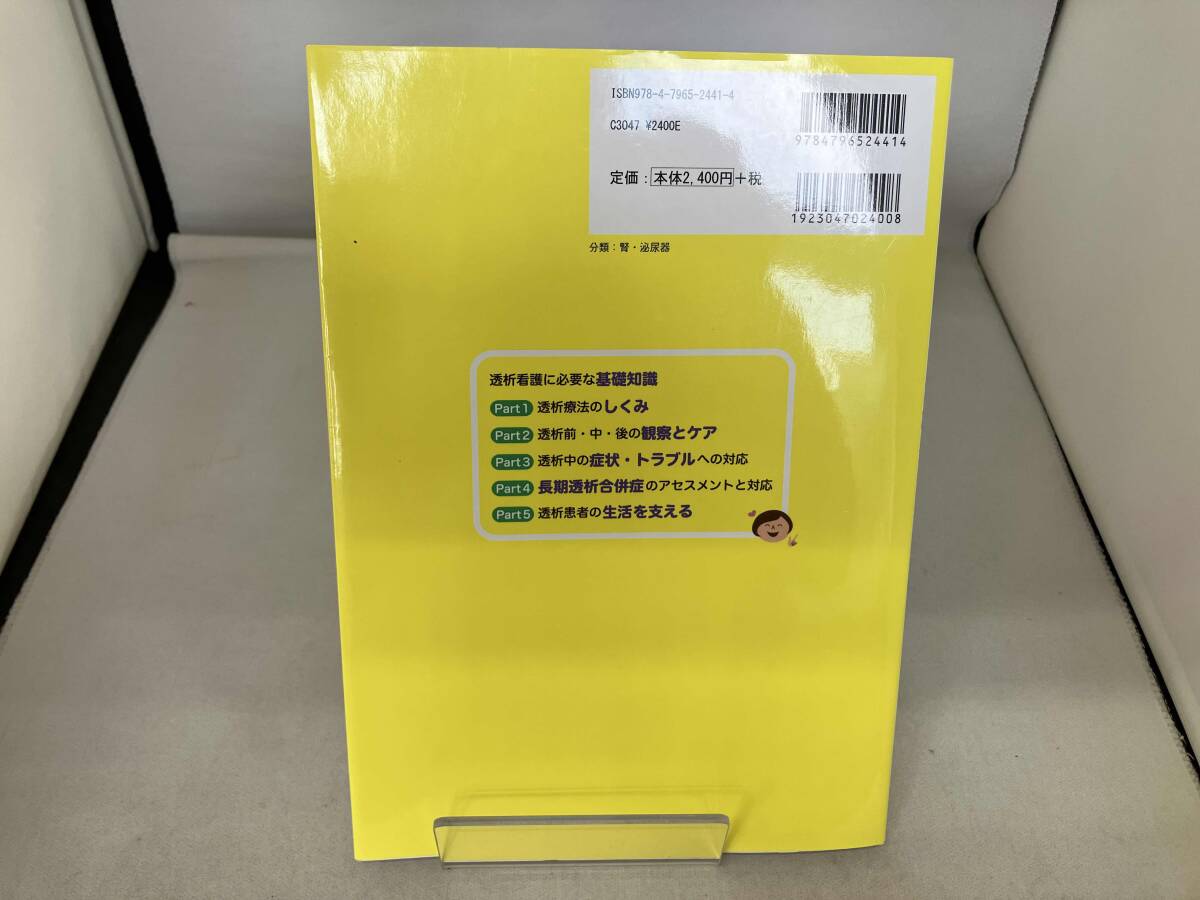 ISBN978-4-7965-2441-4
C3047 ¥2400E
9784796524414
定価：本体2,400円+税
1923047024008
分類：腎・泌尿器
透析看護に必要な基礎知識
Part1 透析療法のしくみ
Part2 透析前・中・後の観察とケア
Part3 透析中の症状・トラブルへの対応
Part4 長期透析合併症のアセスメントと対応
Part5 透析患者の生活を支える